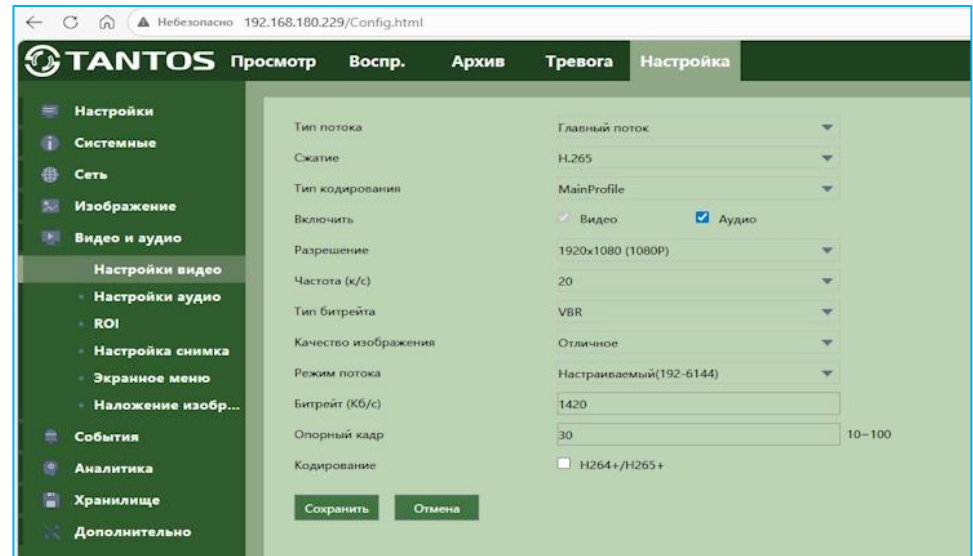 Небезопасно 192.168.180.229/Config.html
TANTOS Просмотр Воспр. Архив Тревога Настройка
Настройки
Системные
Сеть
Изображение
Видео и аудио
Настройки видео
Настройки аудио
ROI
Настройка снимка
Экранное меню
Наложение изобр...
События
Аналитика
Хранилище
Дополнительно
Тип потока Главный поток
Сжатие H.265
Тип кодирования MainProfile
Включить Видео Аудио
Разрешение 1920x1080 (1080P)
Частота (к/с) 20
Тип битрейта VBR
Качество изображения Отличное
Режим потока Настраиваемый(192-6144)
Битрейт (Кб/с) 1420
Опорный кадр 30 10~100
Кодирование H264+/H265+
Сохранить Отмена